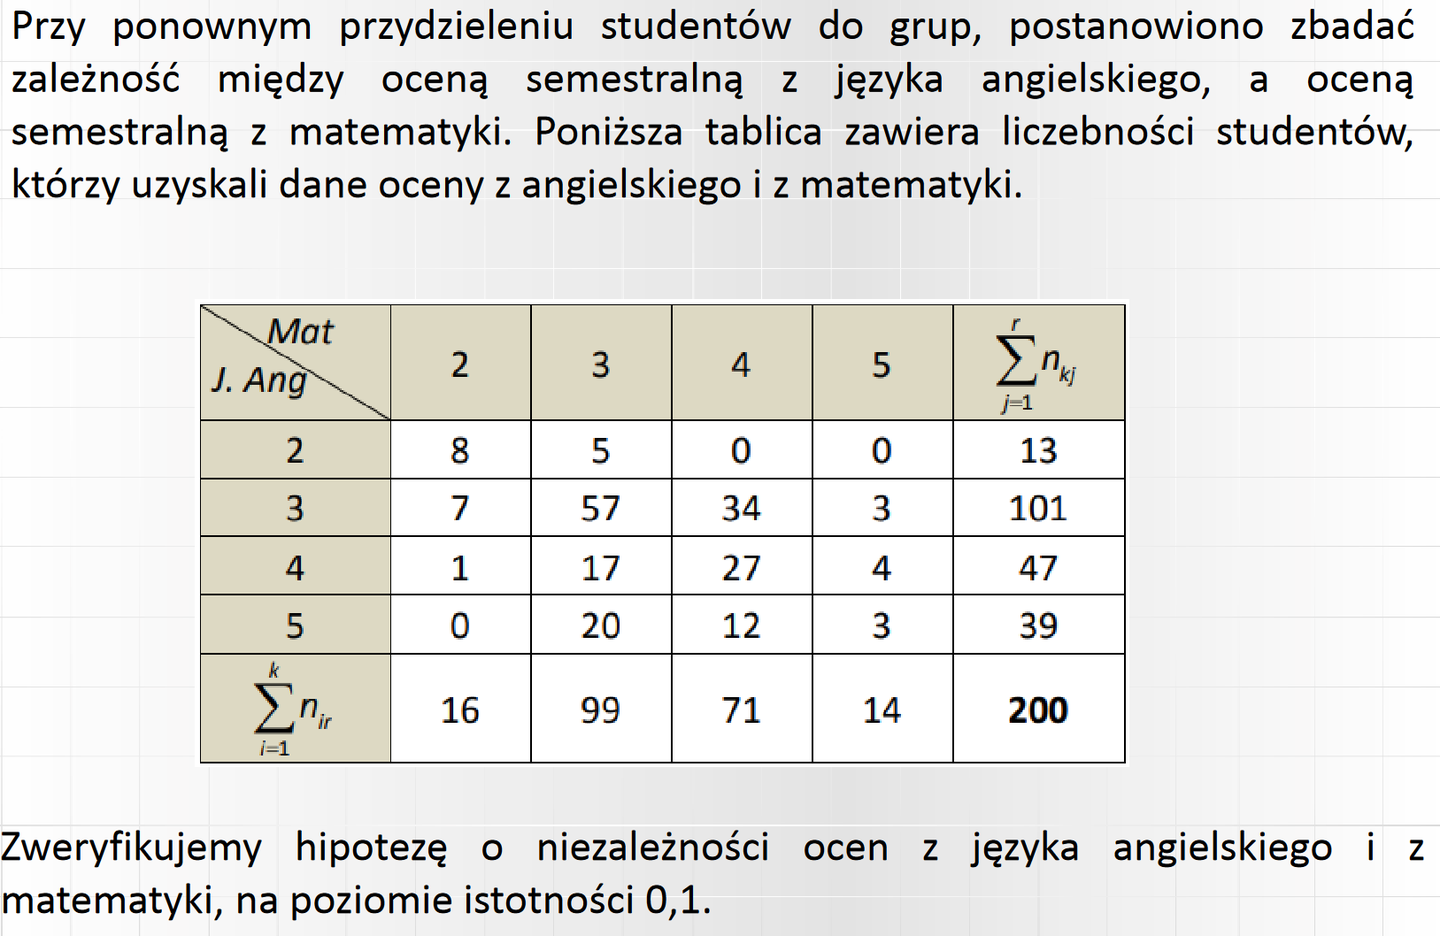 Przy ponownym przydzieleniu studentów do grup, postanowiono zbadać
zależność między oceną semestralną z języka angielskiego, a oceną
semestralną z matematyki. Poniższa tablica zawiera liczebności studentów,
którzy uzyskali dane oceny z angielskiego i z matematyki.
Mat J. Ang 2 3 4 5 \sum_{j=1}^{r} n_{kj}
2 8 5 0 0 13
3 7 57 34 3 101
4 1 17 27 4 47
5 0 20 12 3 39
\sum_{i=1}^{k} n_{ir} 16 99 71 14 200
Zweryfikujemy hipotezę o niezależności ocen z języka angielskiego i z
matematyki, na poziomie istotności 0,1.